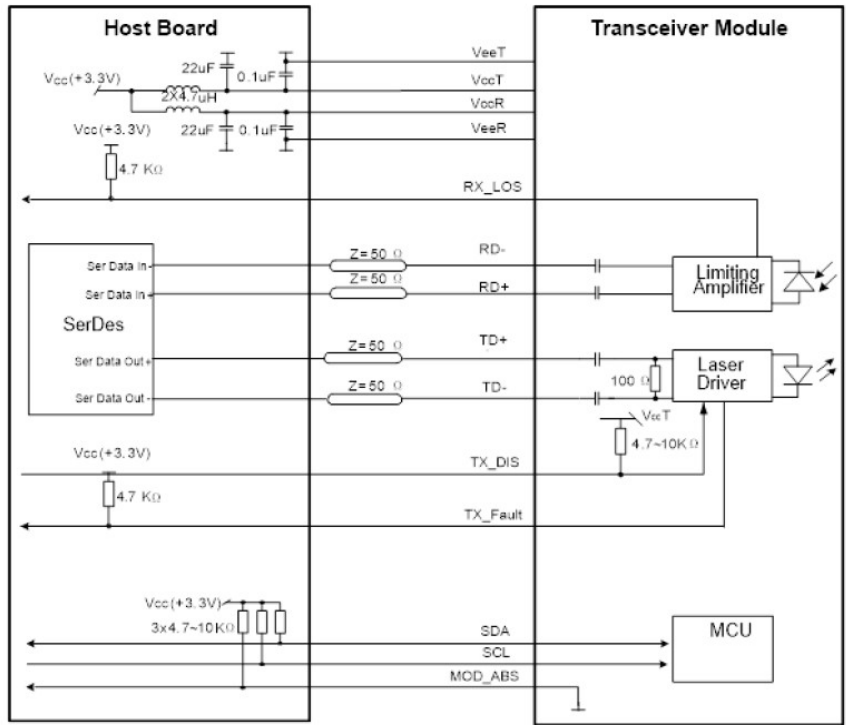 Host Board
Transceiver Module
VeeT
22uF
0.1uF
VccT
Vcc(+3.3V)
2X4.7uH
VccR
Vcc(+3.3V)
22uF
0.1uF
VeeR
4.7 KΩ
RX_LOS
Z=50 Ω
RD-
Ser Data In -
Limiting
Amplifier
Z=50 Ω
RD+
Ser Data In +
SerDes
Z=50 Ω
TD+
Ser Data Out+
Laser
Driver
100 Ω
Z=50 Ω
TD-
Ser Data Out -
VccT
4.7~10KΩ
Vcc(+3.3V)
TX_DIS
4.7 KΩ
TX_Fault
Vcc(+3.3V)
3x4.7~10KΩ
SDA
MCU
SCL
MOD_ABS